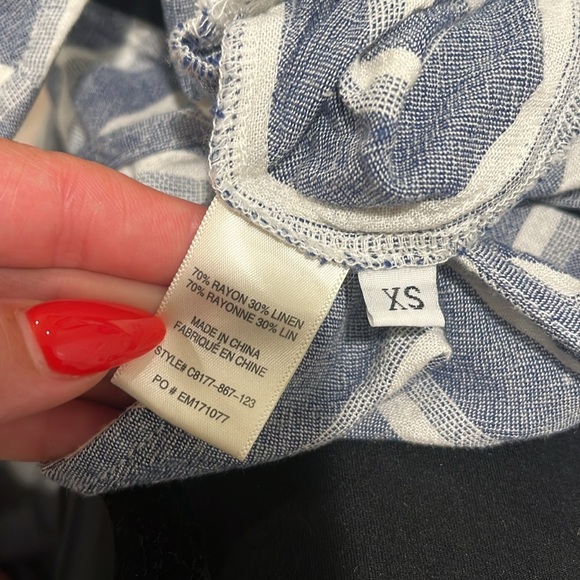 70% RAYON 30% LINEN
70% RAYONNE 30% LIN
MADE IN CHINA
FABRIQUÉ EN CHINE
STYLE# C8177-867-123
PO # EM171077
XS